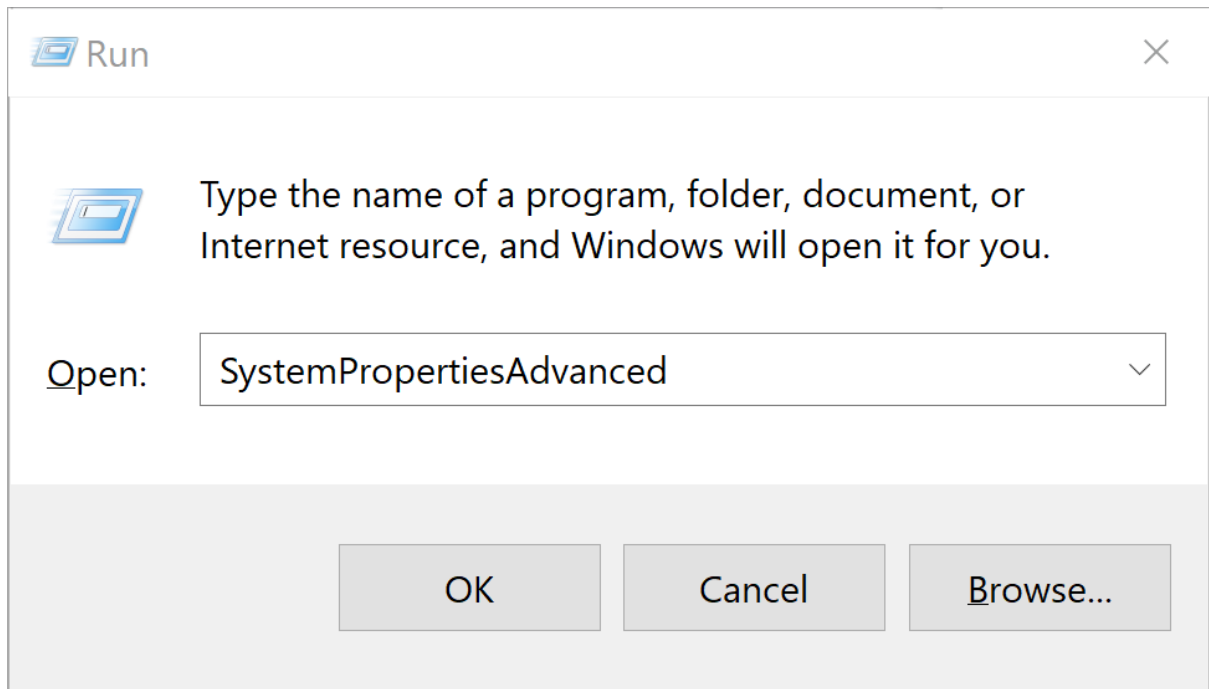 Run
Type the name of a program, folder, document, or
Internet resource, and Windows will open it for you.
Open:
SystemPropertiesAdvanced
OK
Cancel
Browse...